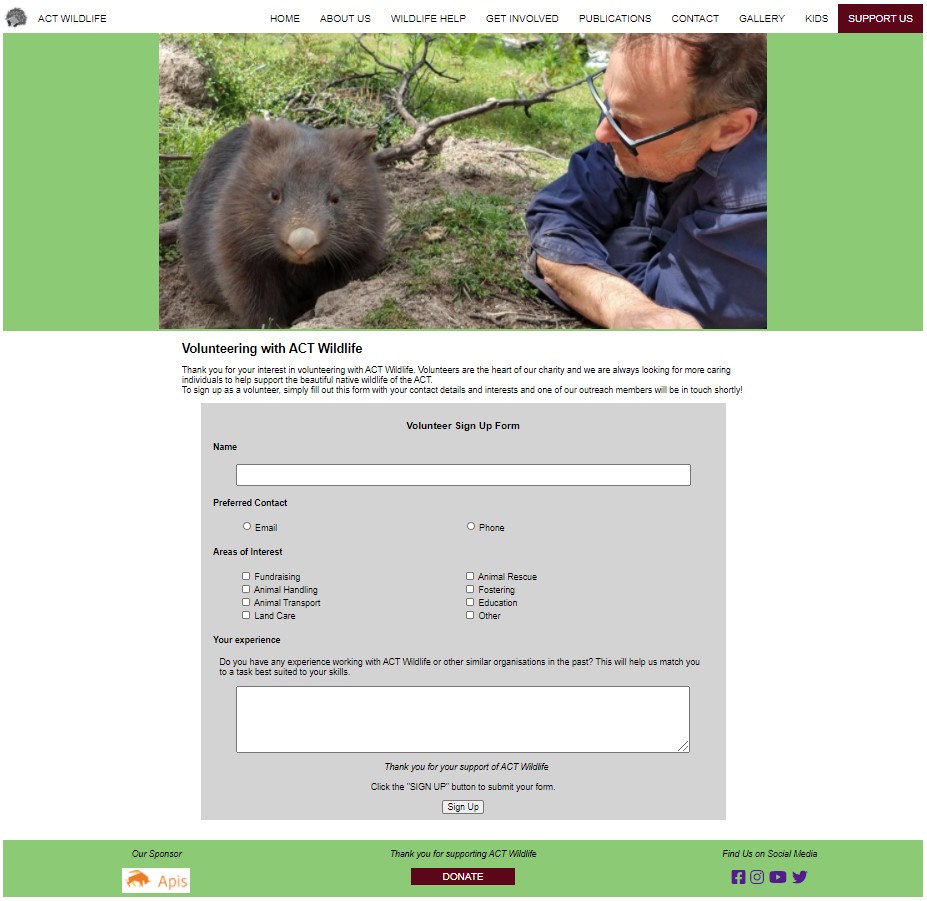 ACT WILDLIFE
HOME ABOUT US WILDLIFE HELP GET INVOLVED PUBLICATIONS CONTACT GALLERY KIDS SUPPORT US
Volunteering with ACT Wildlife
Thank you for your interest in volunteering with ACT Wildlife. Volunteers are the heart of our charity and we are always looking for more caring
individuals to help support the beautiful native wildlife of the ACT.
To sign up as a volunteer, simply fill out this form with your contact details and interests and one of our outreach members will be in touch shortly!
Volunteer Sign Up Form
Name
Preferred Contact
Email Phone
Areas of Interest
Fundraising Animal Rescue
Animal Handling Fostering
Animal Transport Education
Land Care Other
Your experience
Do you have any experience working with ACT Wildlife or other similar organisations in the past? This will help us match you
to a task best suited to your skills.
Thank you for your support of ACT Wildlife
Click the "SIGN UP" button to submit your form.
Sign Up
Our Sponsor Thank you for supporting ACT Wildlife Find Us on Social Media
Apis DONATE